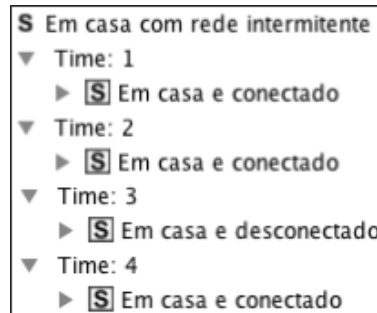 S Em casa com rede intermitente
Time: 1
S Em casa e conectado
Time: 2
S Em casa e conectado
Time: 3
S Em casa e desconectado
Time: 4
S Em casa e conectado